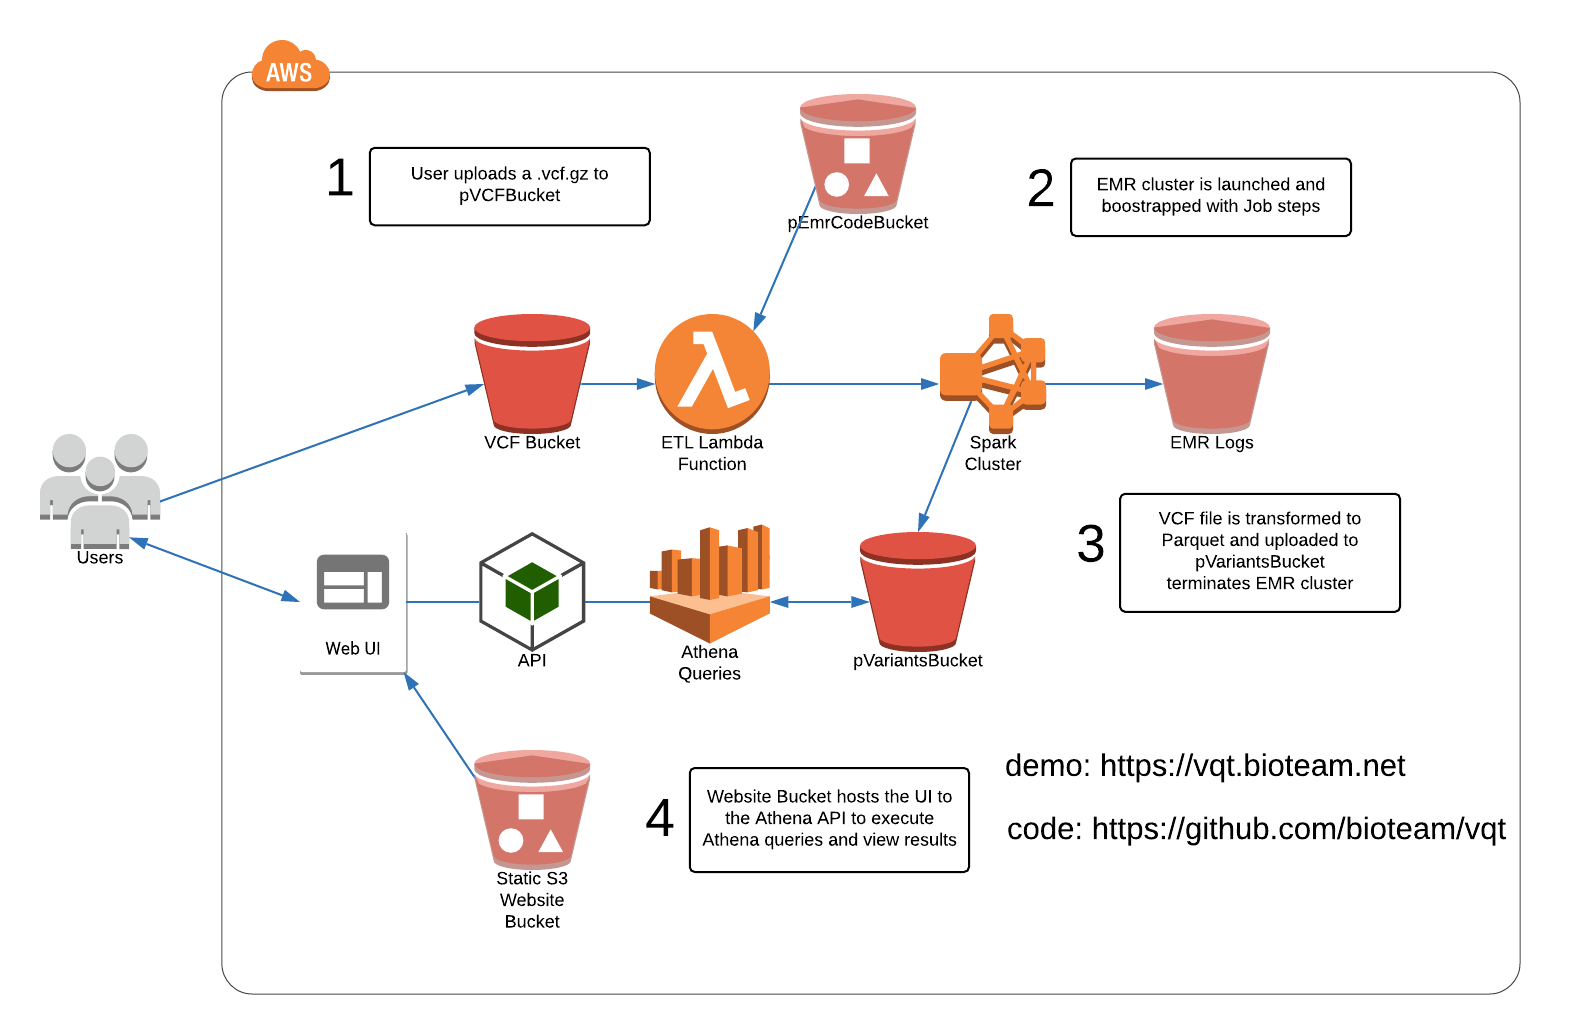 AWS
1
User uploads a .vcf.gz to
pVCFBucket
pEmrCodeBucket
2
EMR cluster is launched and
boostrapped with Job steps
VCF Bucket
ETL Lambda
Function
Spark
Cluster
EMR Logs
Users
3
VCF file is transformed to
Parquet and uploaded to
pVariantsBucket
terminates EMR cluster
Web UI
API
Athena
Queries
pVariantsBucket
Static S3
Website
Bucket
4
Website Bucket hosts the UI to
the Athena API to execute
Athena queries and view results
demo: https://vqt.bioteam.net
code: https://github.com/bioteam/vqt